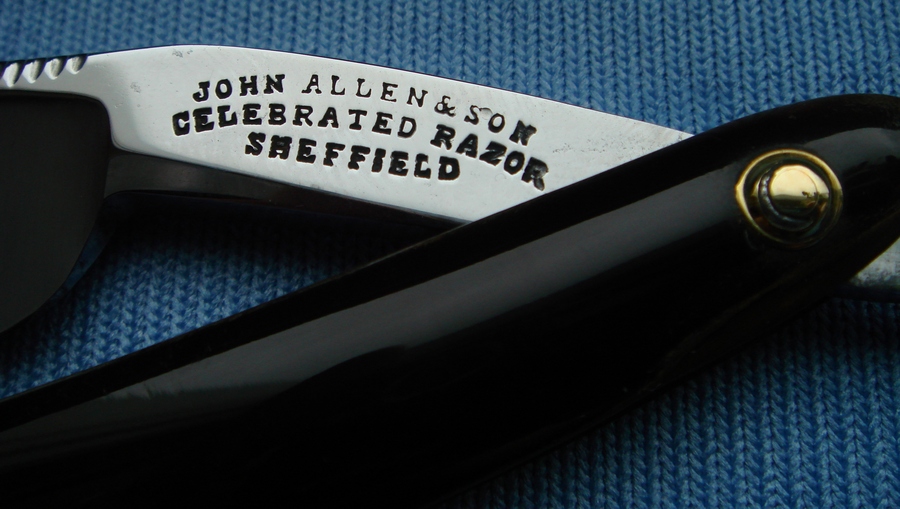 JOHN ALLEN & SON
CELEBRATED RAZOR
SHEFFIELD